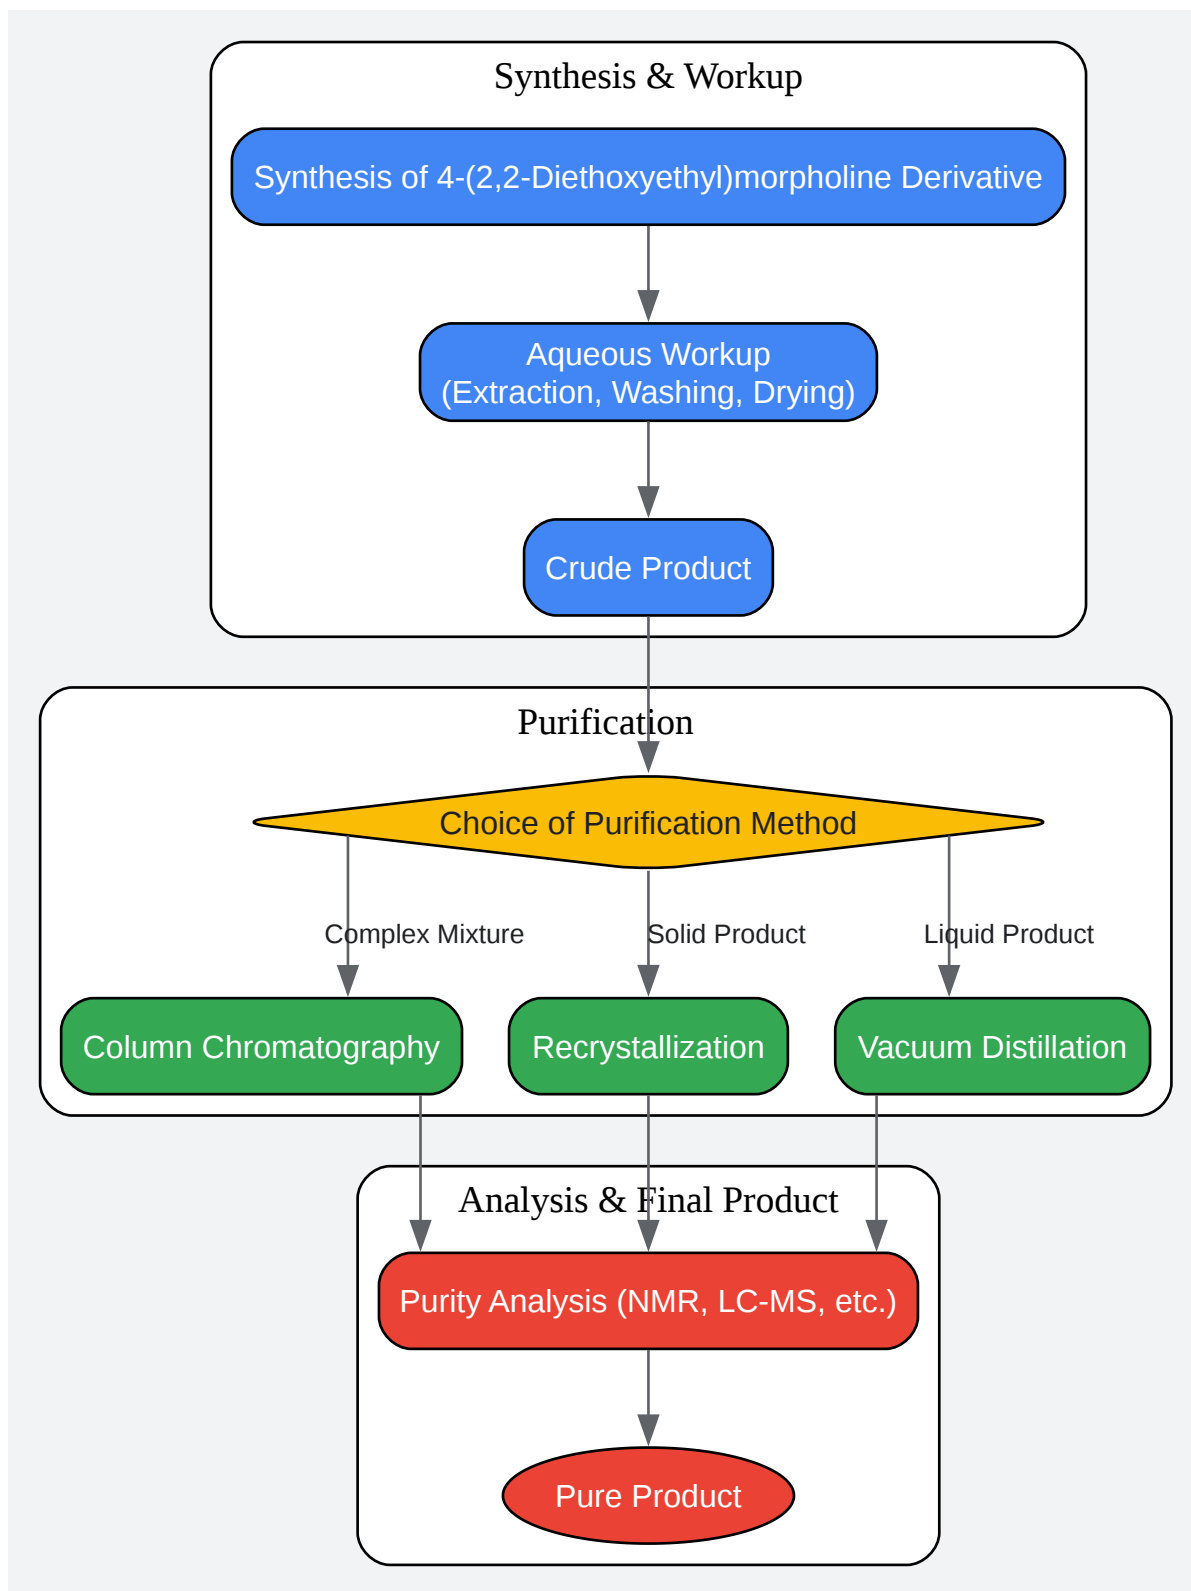 Synthesis & Workup
Synthesis of 4-(2,2-Diethoxyethyl)morpholine Derivative
Aqueous Workup
(Extraction, Washing, Drying)
Crude Product
Purification
Choice of Purification Method
Complex Mixture
Solid Product
Liquid Product
Column Chromatography
Recrystallization
Vacuum Distillation
Analysis & Final Product
Purity Analysis (NMR, LC-MS, etc.)
Pure Product